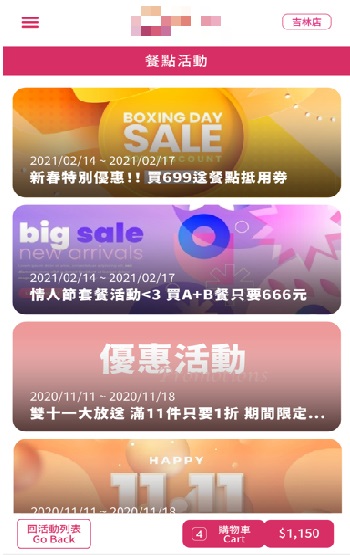 吉林店
餐點活動
BOXING DAY
SALE
COUNT
2021/02/14 ~ 2021/02/17
新春特別優惠!! 買699送餐點抵用券
big sale
new arrivals
2021/02/14 ~ 2021/02/17
情人節套餐活動<3 買A+B餐只要666元
優惠活動
Promotions
2020/11/11 ~ 2020/11/18
雙十一大放送 滿11件只要1折 期間限定...
HAPPY
11.11
2020/11/11 ~ 2020/11/18
回活動列表
Go Back
4
購物車
Cart
$1,150